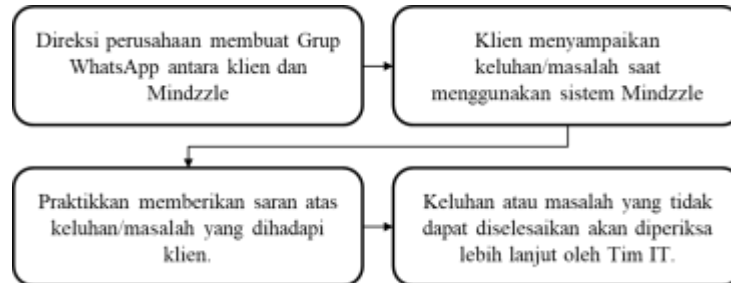 Direksi perusahaan membuat Grup
WhatsApp antara klien dan
Mindzzle
Klien menyampaikan
keluhan/masalah saat
menggunakan sistem Mindzzle
Praktikkan memberikan saran atas
keluhan/masalah yang dihadapi
klien.
Keluhan atau masalah yang tidak
dapat diselesaikan akan diperiksa
lebih lanjut oleh Tim IT.